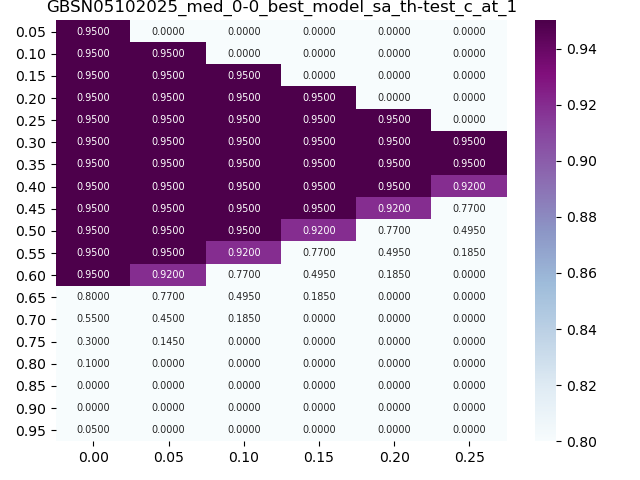 GBSN05102025_med_0-0_best_model_sa_th-test_c_at_1
0.05 0.9500 0.0000 0.0000 0.0000 0.0000 0.0000
0.10 0.9500 0.9500 0.0000 0.0000 0.0000 0.0000
0.15 0.9500 0.9500 0.9500 0.0000 0.0000 0.0000
0.20 0.9500 0.9500 0.9500 0.9500 0.0000 0.0000
0.25 0.9500 0.9500 0.9500 0.9500 0.9500 0.0000
0.30 0.9500 0.9500 0.9500 0.9500 0.9500 0.9500
0.35 0.9500 0.9500 0.9500 0.9500 0.9500 0.9500
0.40 0.9500 0.9500 0.9500 0.9500 0.9500 0.9200
0.45 0.9500 0.9500 0.9500 0.9500 0.9200 0.7700
0.50 0.9500 0.9500 0.9500 0.9200 0.7700 0.4950
0.55 0.9500 0.9500 0.9200 0.7700 0.4950 0.1850
0.60 0.9500 0.9200 0.7700 0.4950 0.1850 0.0000
0.65 0.8000 0.7700 0.4950 0.1850 0.0000 0.0000
0.70 0.5500 0.4500 0.1850 0.0000 0.0000 0.0000
0.75 0.3000 0.1450 0.0000 0.0000 0.0000 0.0000
0.80 0.1000 0.0000 0.0000 0.0000 0.0000 0.0000
0.85 0.0000 0.0000 0.0000 0.0000 0.0000 0.0000
0.90 0.0000 0.0000 0.0000 0.0000 0.0000 0.0000
0.95 0.0500 0.0000 0.0000 0.0000 0.0000 0.0000
0.00 0.05 0.10 0.15 0.20 0.25
0.94
0.92
0.90
0.88
0.86
0.84
0.82
0.80